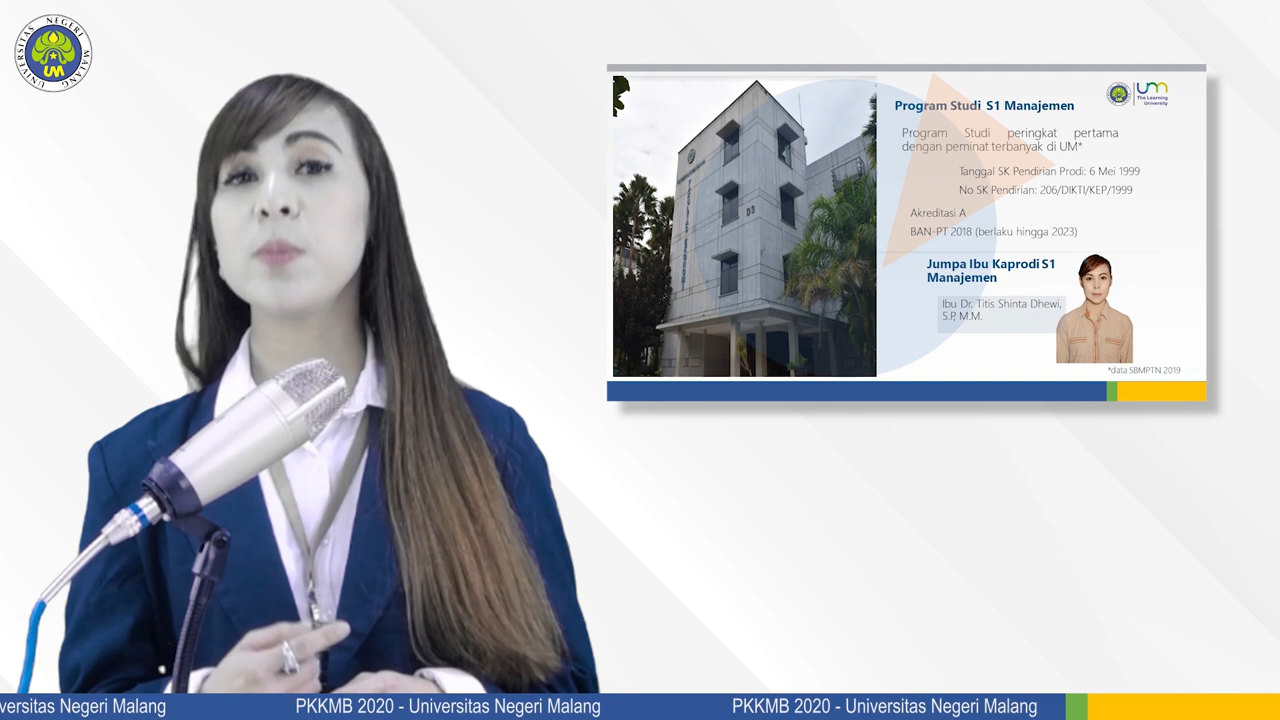 UNIVERSITAS NEGERI MALANG
UM
Program Studi S1 Manajemen
um
The Learning
University
Program Studi peringkat pertama
dengan peminat terbanyak di UM*
Tanggal SK Pendirian Prodi: 6 Mei 1999
No SK Pendirian: 206/DIKTI/KEP/1999
Akreditasi A
BAN-PT 2018 (berlaku hingga 2023)
Jumpa Ibu Kaprodi S1
Manajemen
Ibu Dr. Titis Shinta Dhewi,
S.P, M.M.
*data SBMPTN 2019
D3
versitas Negeri Malang
PKKMB 2020 - Universitas Negeri Malang
PKKMB 2020 - Universitas Negeri Malang